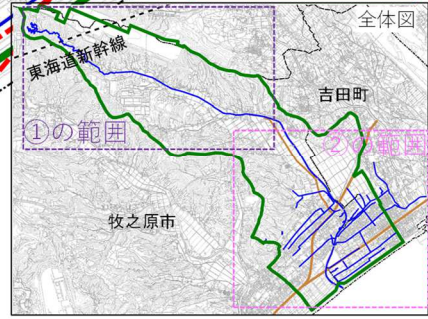 全体図
東海道新幹線
吉田町
①の範囲
②の範囲
牧之原市